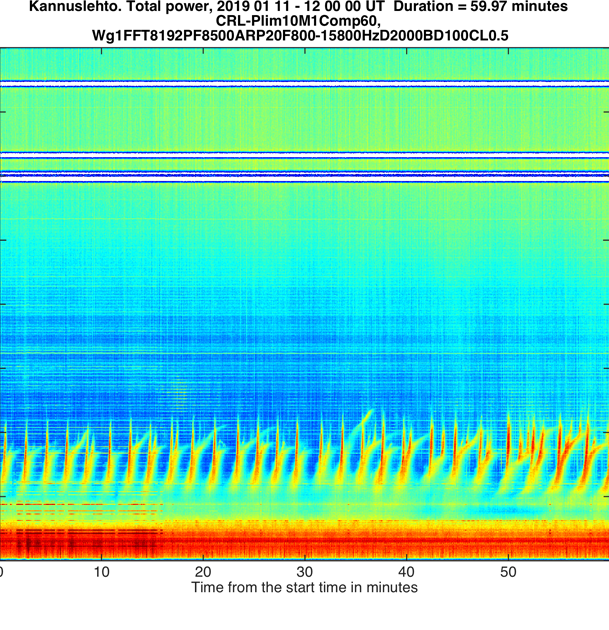 Kannuslehto. Total power, 2019 01 11 - 12 00 00 UT Duration = 59.97 minutes
CRL-Plim10M1Comp60,
Wg1FFT8192PF8500ARP20F800-15800HzD2000BD100CL0.5
0 10 20 30 40 50
Time from the start time in minutes